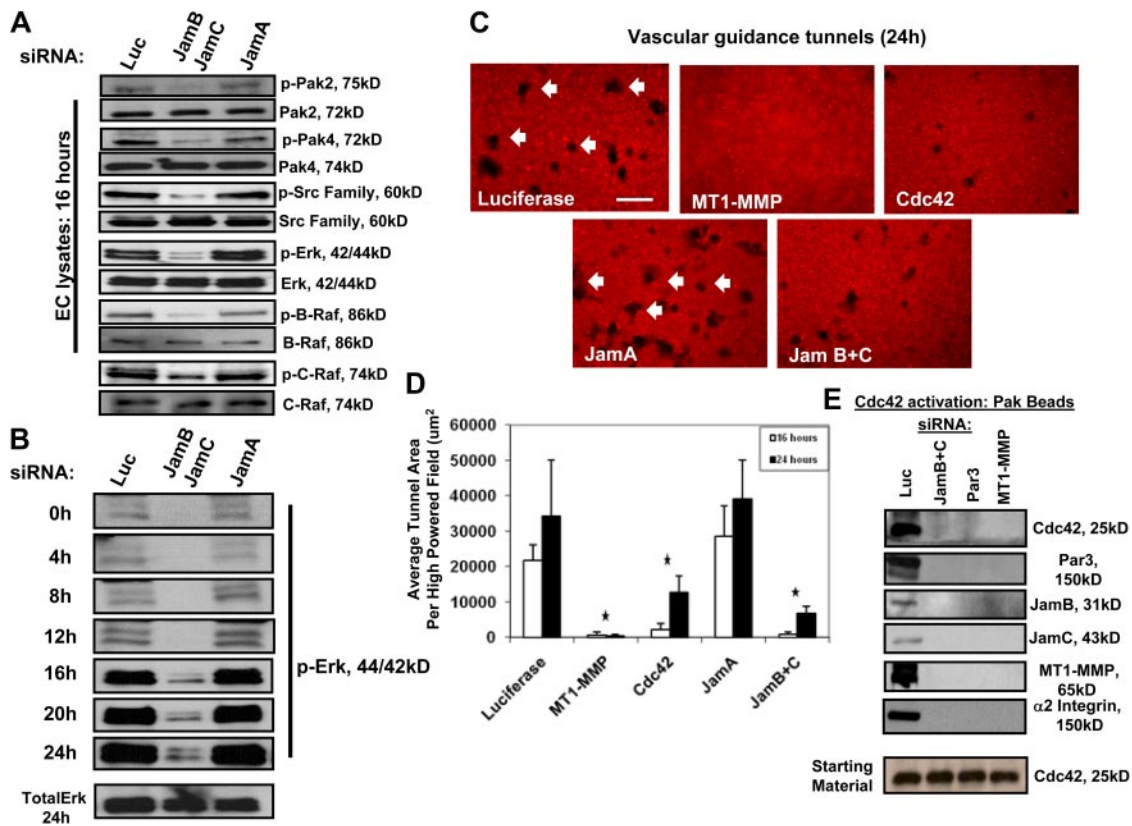 A
siRNA:
Luc
JamB
JamC
JamA
EC lysates: 16 hours
p-Pak2, 75kD
Pak2, 72kD
p-Pak4, 72kD
Pak4, 74kD
p-Src Family, 60kD
Src Family, 60kD
p-Erk, 42/44kD
Erk, 42/44kD
p-B-Raf, 86kD
B-Raf, 86kD
p-C-Raf, 74kD
C-Raf, 74kD
B
siRNA:
Luc
JamB
JamC
JamA
0h
4h
8h
12h
16h
20h
24h
p-Erk, 44/42kD
TotalErk
24h
C
Vascular guidance tunnels (24h)
Luciferase
MT1-MMP
Cdc42
JamA
Jam B+C
D
Average Tunnel Area
Per High Powered Field (um²)
60000
50000
40000
30000
20000
10000
0
16 hours
24 hours
Luciferase
MT1-MMP
Cdc42
JamA
JamB+C
E
Cdc42 activation: Pak Beads
siRNA:
Luc
JamB+C
Par3
MT1-MMP
Cdc42, 25kD
Par3,
150kD
JamB, 31kD
JamC, 43kD
MT1-MMP,
65kD
α2 Integrin,
150kD
Starting
Material
Cdc42, 25kD